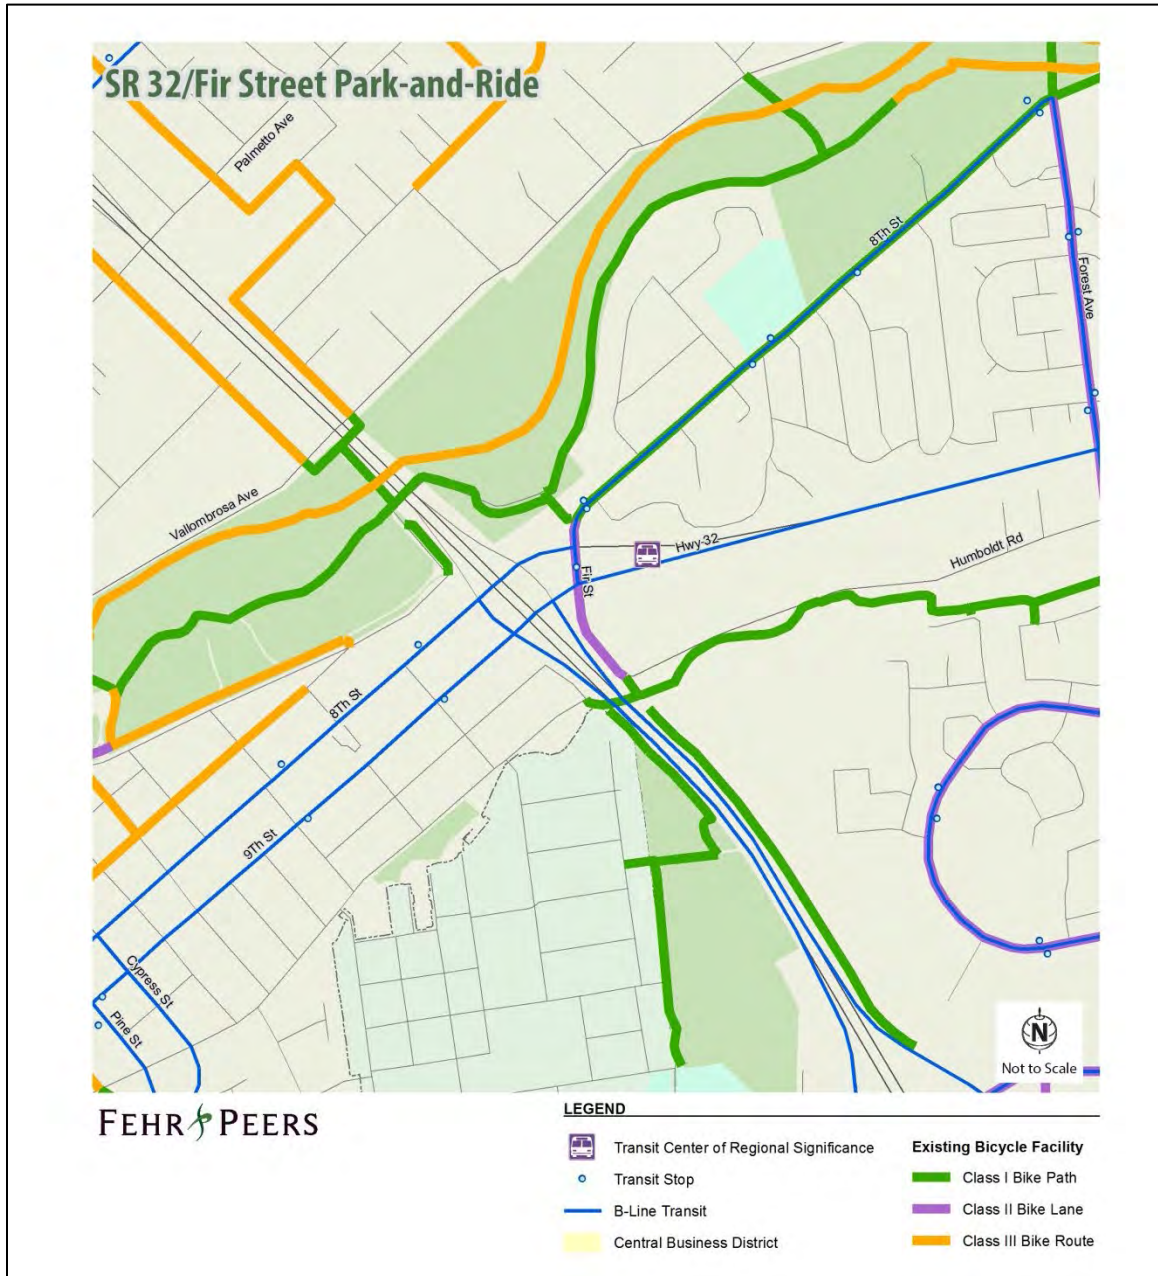 SR 32/Fir Street Park-and-Ride
Palmetto Ave
8Th St
Forest Ave
Vallombrosa Ave
Hwy-32
Humboldt Rd
Fir St
8Th St
9Th St
Cypress St
Pine St
N
Not to Scale
FEHR PEERS
LEGEND
Transit Center of Regional Significance
Transit Stop
B-Line Transit
Central Business District
Existing Bicycle Facility
Class I Bike Path
Class II Bike Lane
Class III Bike Route